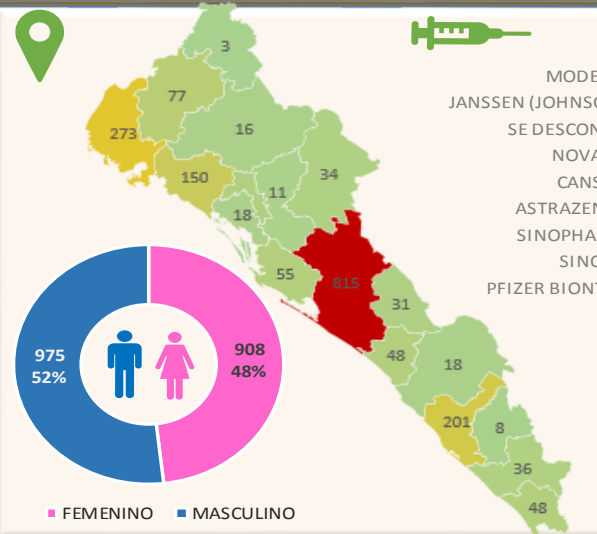 3
77
273
16
150
34
11
18
815
55
31
48
18
201
8
36
48
975
52%
908
48%
FEMENINO
MASCULINO
MODE
JANSSEN (JOHNSO
SE DESCON
NOVA
CANS
ASTRAZEN
SINOPHA
SINO
PFIZER BIONT